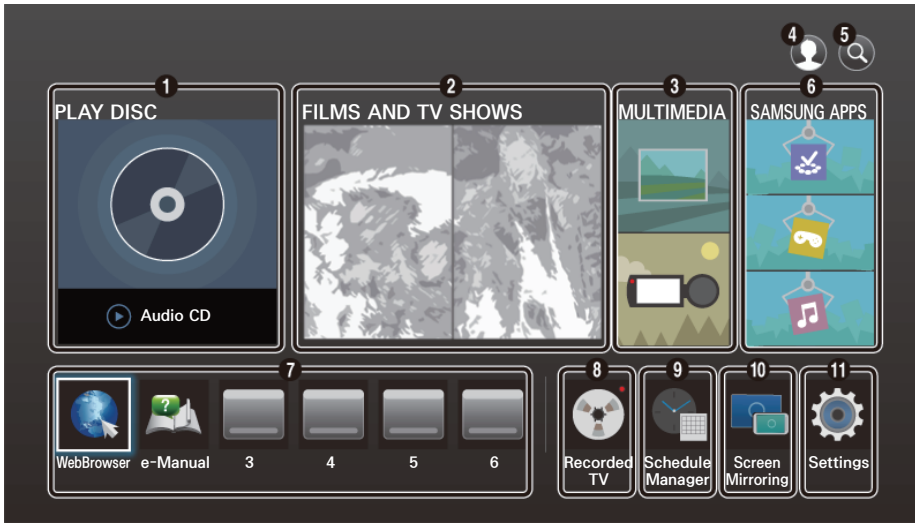 4 5
1 2 3 6
PLAY DISC FILMS AND TV SHOWS MULTIMEDIA SAMSUNG APPS
Audio CD
7 8 9 10 11
?
WebBrowser e-Manual 3 4 5 6 Recorded Schedule Screen Settings
TV Manager Mirroring